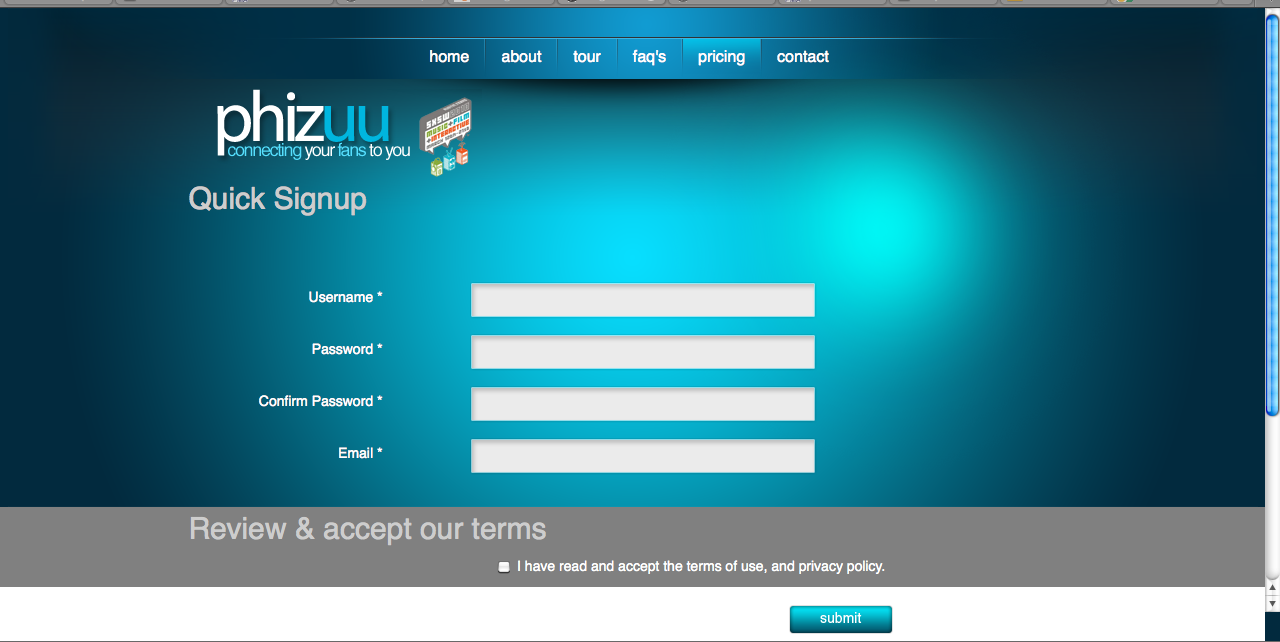 home about tour faq's pricing contact
phizuu
connecting your fans to you
SXSW
MUSIC+FILM
+INTERACTIVE
Quick Signup
Username *
Password *
Confirm Password *
Email *
Review & accept our terms
I have read and accept the terms of use, and privacy policy.
submit